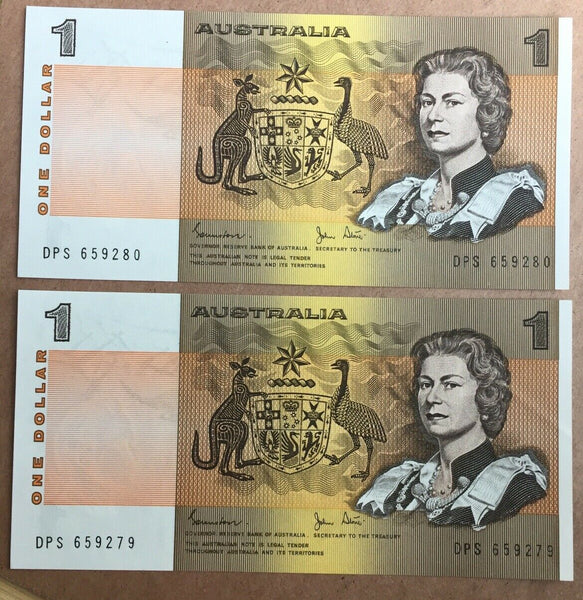 1
AUSTRALIA
1
ONE DOLLAR
GOVERNOR RESERVE BANK OF AUSTRALIA. SECRETARY TO THE TREASURY
THIS AUSTRALIAN NOTE IS LEGAL TENDER
THROUGHOUT AUSTRALIA AND ITS TERRITORIES
DPS 659280
DPS 659280
1
AUSTRALIA
1
ONE DOLLAR
GOVERNOR RESERVE BANK OF AUSTRALIA. SECRETARY TO THE TREASURY
THIS AUSTRALIAN NOTE IS LEGAL TENDER
THROUGHOUT AUSTRALIA AND ITS TERRITORIES
DPS 659279
DPS 659279